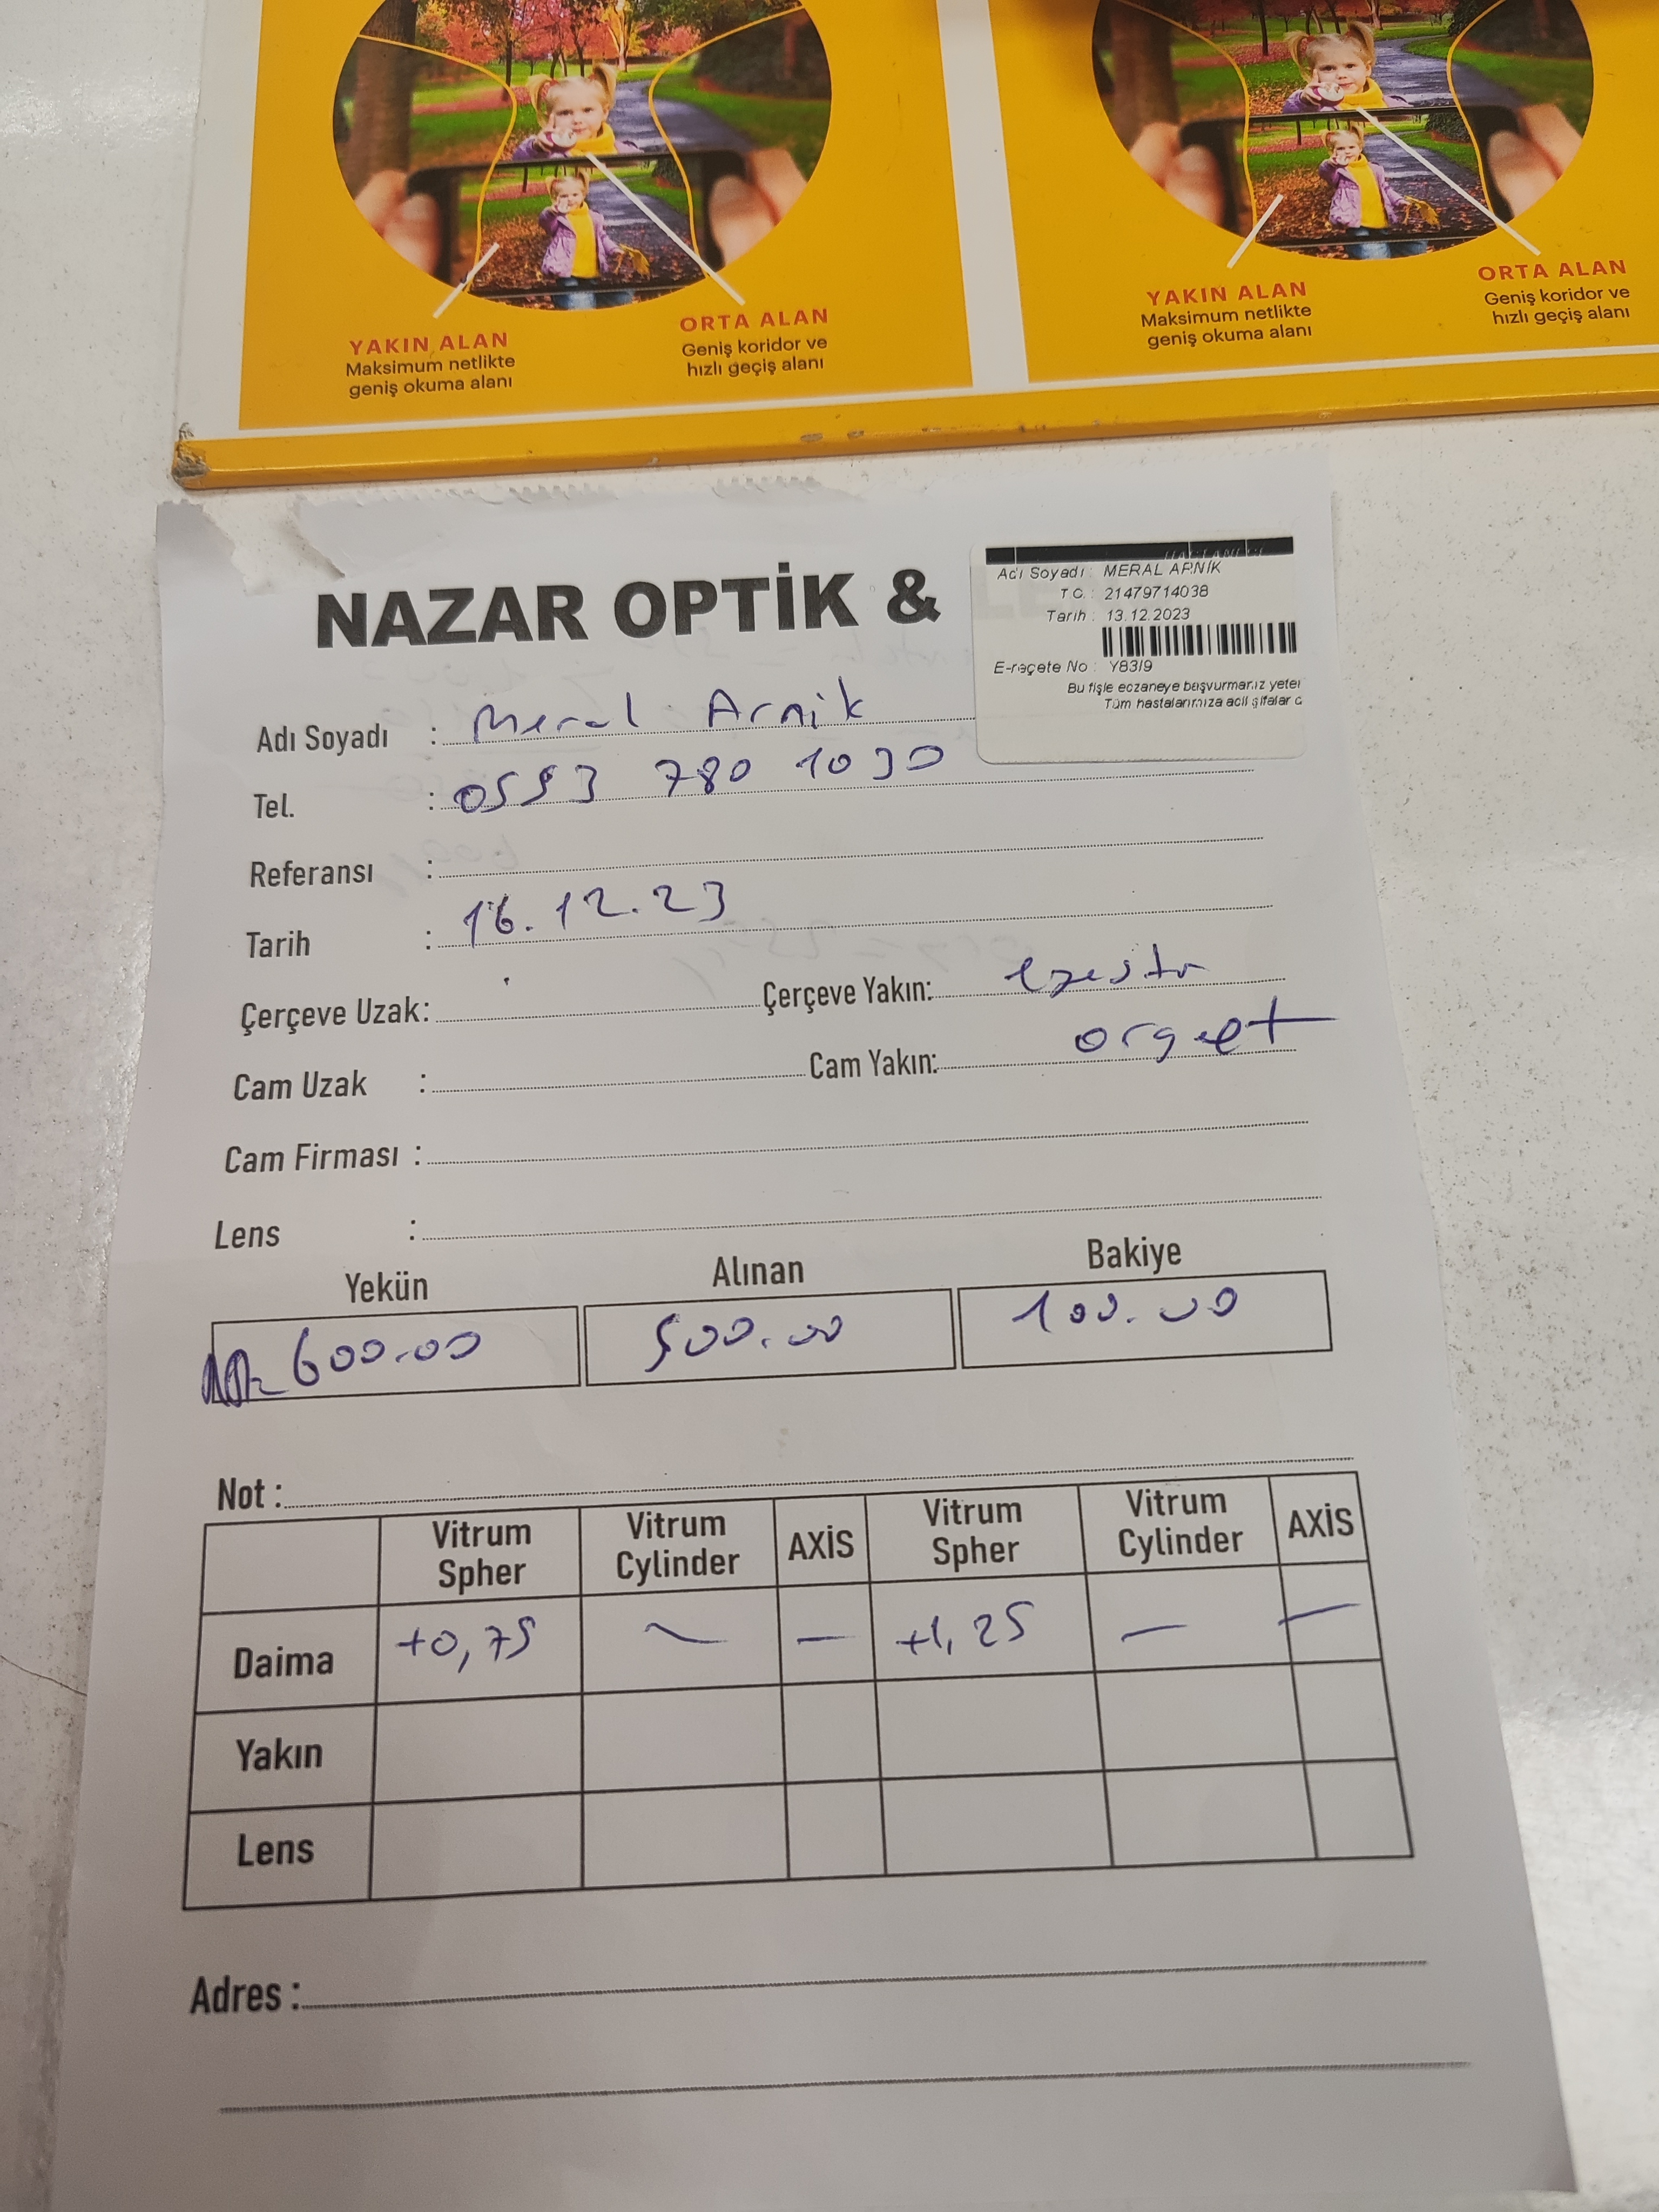 YAKIN ALAN
Maksimum netlikte
geniş okuma alanı
ORTA ALAN
Geniş koridor ve
hızlı geçiş alanı
YAKIN ALAN
Maksimum netlikte
geniş okuma alanı
ORTA ALAN
Geniş koridor ve
hızlı geçiş alanı
NAZAR OPTİK &
Adı Soyadı : MERAL ARNİK
T.C. : 21479714038
Tarih : 13.12.2023
E-reçete No : Y83I9
Bu fişle eczaneye başvurmanız yeter
Tüm hastalarımıza acil şifalar d
Adı Soyadı : Meral Arnik
Tel. : 0553 780 1030
Referansı :
Tarih : 16.12.23
Çerçeve Uzak: Çerçeve Yakın:
Cam Uzak : Cam Yakın:
Cam Firması :
Lens :
Yekün Alınan Bakiye
600.00 500.00 100.00
Not :
Vitrum Spher Vitrum Cylinder AXİS Vitrum Spher Vitrum Cylinder AXİS
Daima +0,75 — — +1,25 — —
Yakın
Lens
Adres :